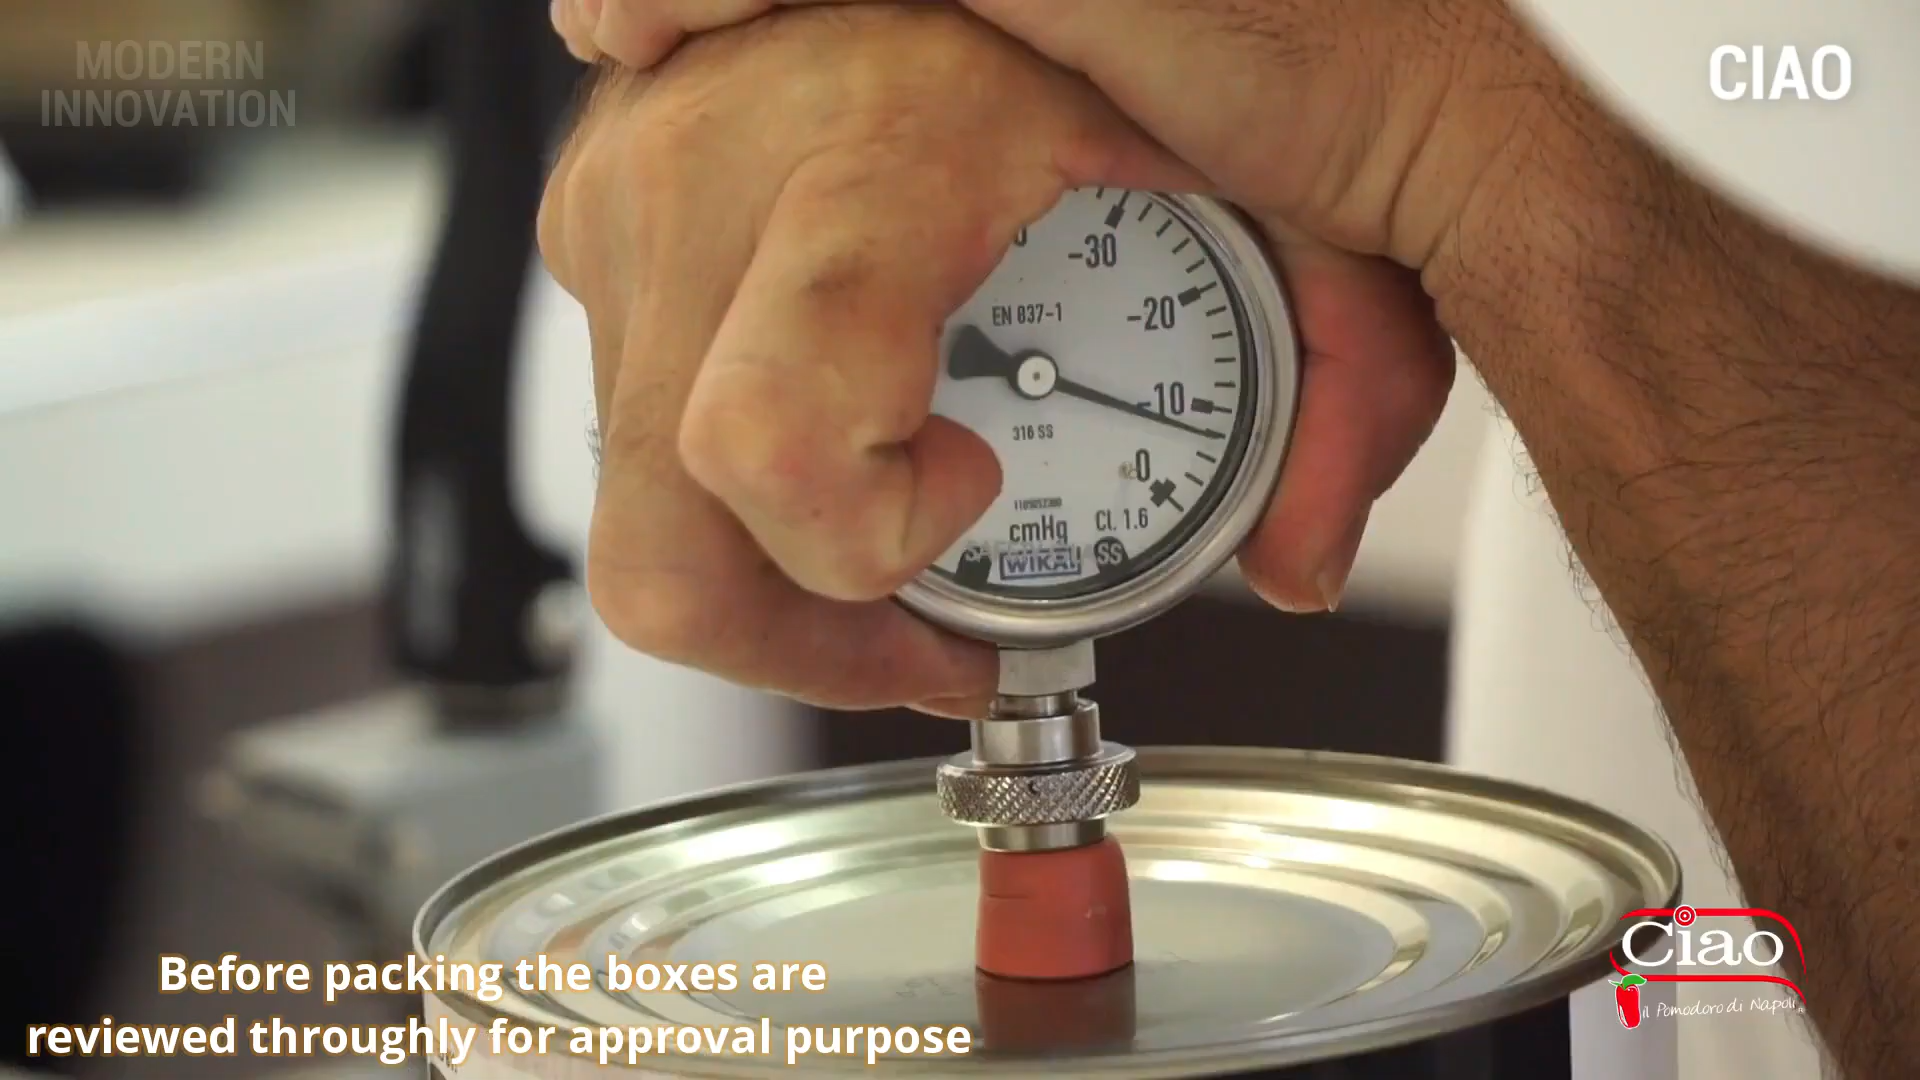 MODERN
INNOVATION
CIAO
-30
-20
-10
0
EN 837-1
316 SS
cmHg
Cl. 1.6
WIKA
Ciao
il Pomodoro di Napoli
Before packing the boxes are
reviewed throughly for approval purpose